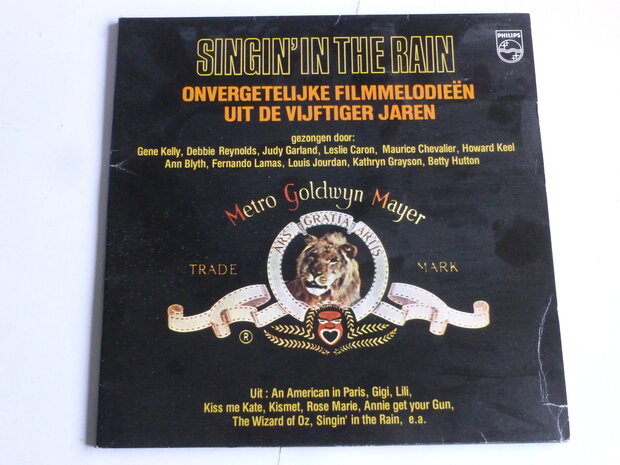 PHILIPS
SINGIN' IN THE RAIN
ONVERGETELIJKE FILMMELODIEËN
UIT DE VIJFTIGER JAREN
gezongen door:
Gene Kelly, Debbie Reynolds, Judy Garland, Leslie Caron, Maurice Chevalier, Howard Keel
Ann Blyth, Fernando Lamas, Louis Jourdan, Kathryn Grayson, Betty Hutton
Metro Goldwyn Mayer
ARS GRATIA ARTIS
TRADE MARK
®
Uit : An American in Paris, Gigi, Lili,
Kiss me Kate, Kismet, Rose Marie, Annie get your Gun,
The Wizard of Oz, Singin' in the Rain, e.a.